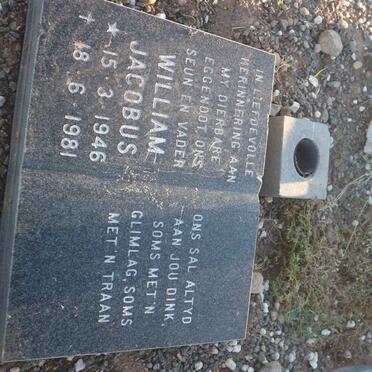 IN LIEFDEVOLLE
HERINNERING AAN
MY DIERBARE
EGGENOOT, ONS
SEUN EN VADER
WILLIAM
JACOBUS
* 15.3.1946
† 18.6.1981
ONS SAL ALTYD
AAN JOU DINK,
SOMS MET'N
GLIMLAG, SOMS
MET'N TRAAN